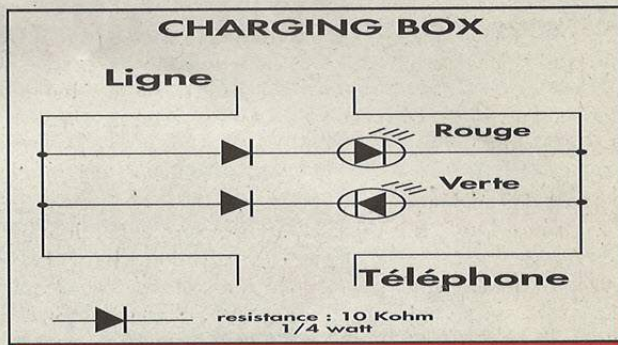 CHARGING BOX
Ligne
Rouge
Verte
Téléphone
resistance : 10 Kohm
1/4 watt